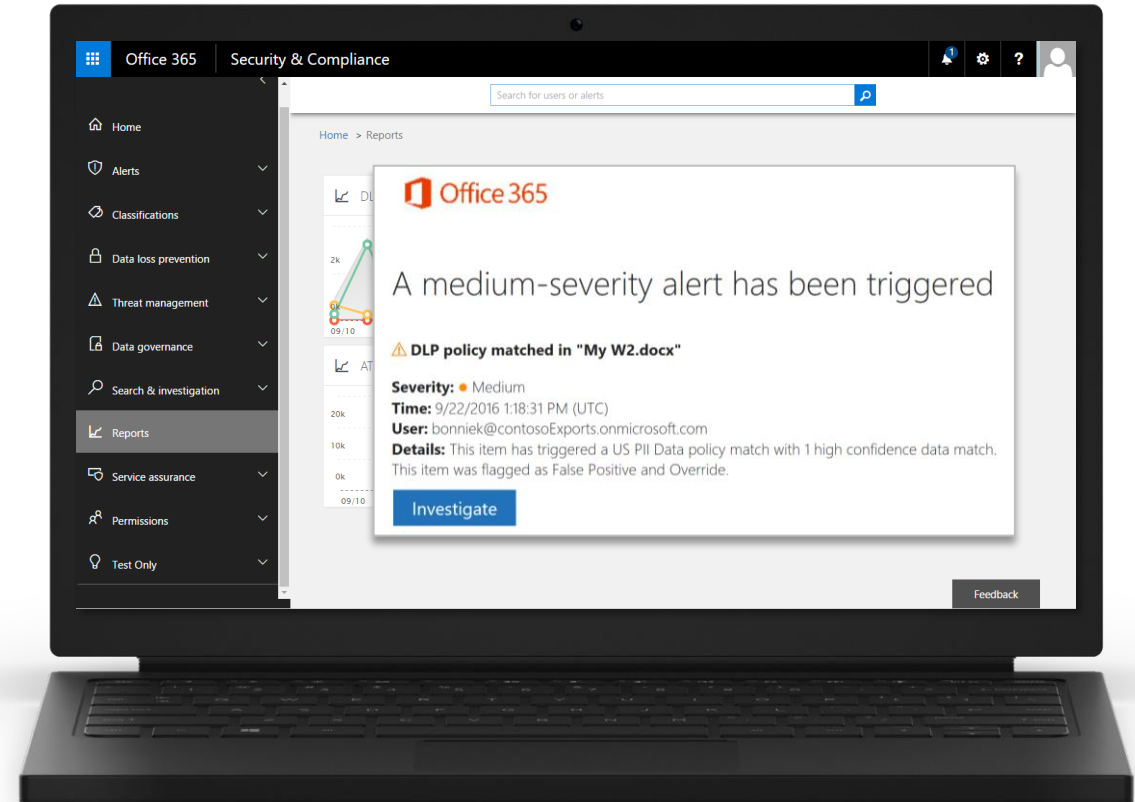 Office 365
Security & Compliance
1
?
Search for users or alerts
Home
Alerts
Classifications
Data loss prevention
Threat management
Data governance
Search & investigation
Reports
Service assurance
Permissions
Test Only
Home > Reports
DL
2k
0k
09/10
AT
20k
10k
0k
09/10
Office 365
A medium-severity alert has been triggered
DLP policy matched in "My W2.docx"
Severity: Medium
Time: 9/22/2016 1:18:31 PM (UTC)
User: bonniek@contosoExports.onmicrosoft.com
Details: This item has triggered a US PII Data policy match with 1 high confidence data match.
This item was flagged as False Positive and Override.
Investigate
Feedback